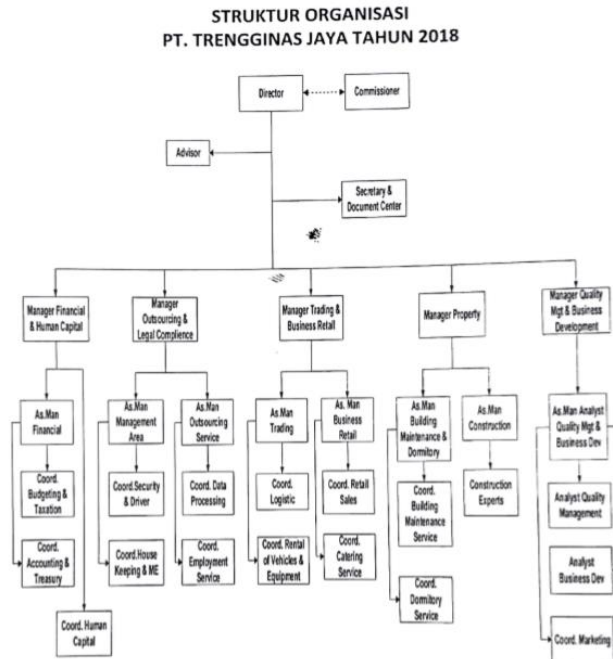 STRUKTUR ORGANISASI
PT. TRENGGINAS JAYA TAHUN 2018
Director
Commissioner
Advisor
Secretary &
Document Center
Manager Financial
& Human Capital
Manager
Outsourcing &
Legal Complience
Manager Trading &
Business Retail
Manager Property
Manager Quality
Mgt & Business
Development
As.Man
Financial
As.Man
Management
Area
As.Man
Outsourcing
Service
As.Man
Trading
As. Man
Business
Retail
As.Man
Building
Maintenance &
Dormitory
As.Man
Construction
As.Man Analyst
Quality Mgt &
Business Dev
Coord.
Budgeting &
Taxation
Coord.Security
& Driver
Coord. Data
Processing
Coord.
Logistic
Coord. Retail
Sales
Coord.
Building
Maintenance
Service
Construction
Experts
Analyst Quality
Management
Coord.
Accounting &
Treasury
Coord.House
Keeping & ME
Coord.
Employment
Service
Coord. Rental
of Vehicles &
Equipment
Coord.
Catering
Service
Coord.
Dormitory
Service
Analyst
Business Dev
Coord. Human
Capital
Coord. Marketing